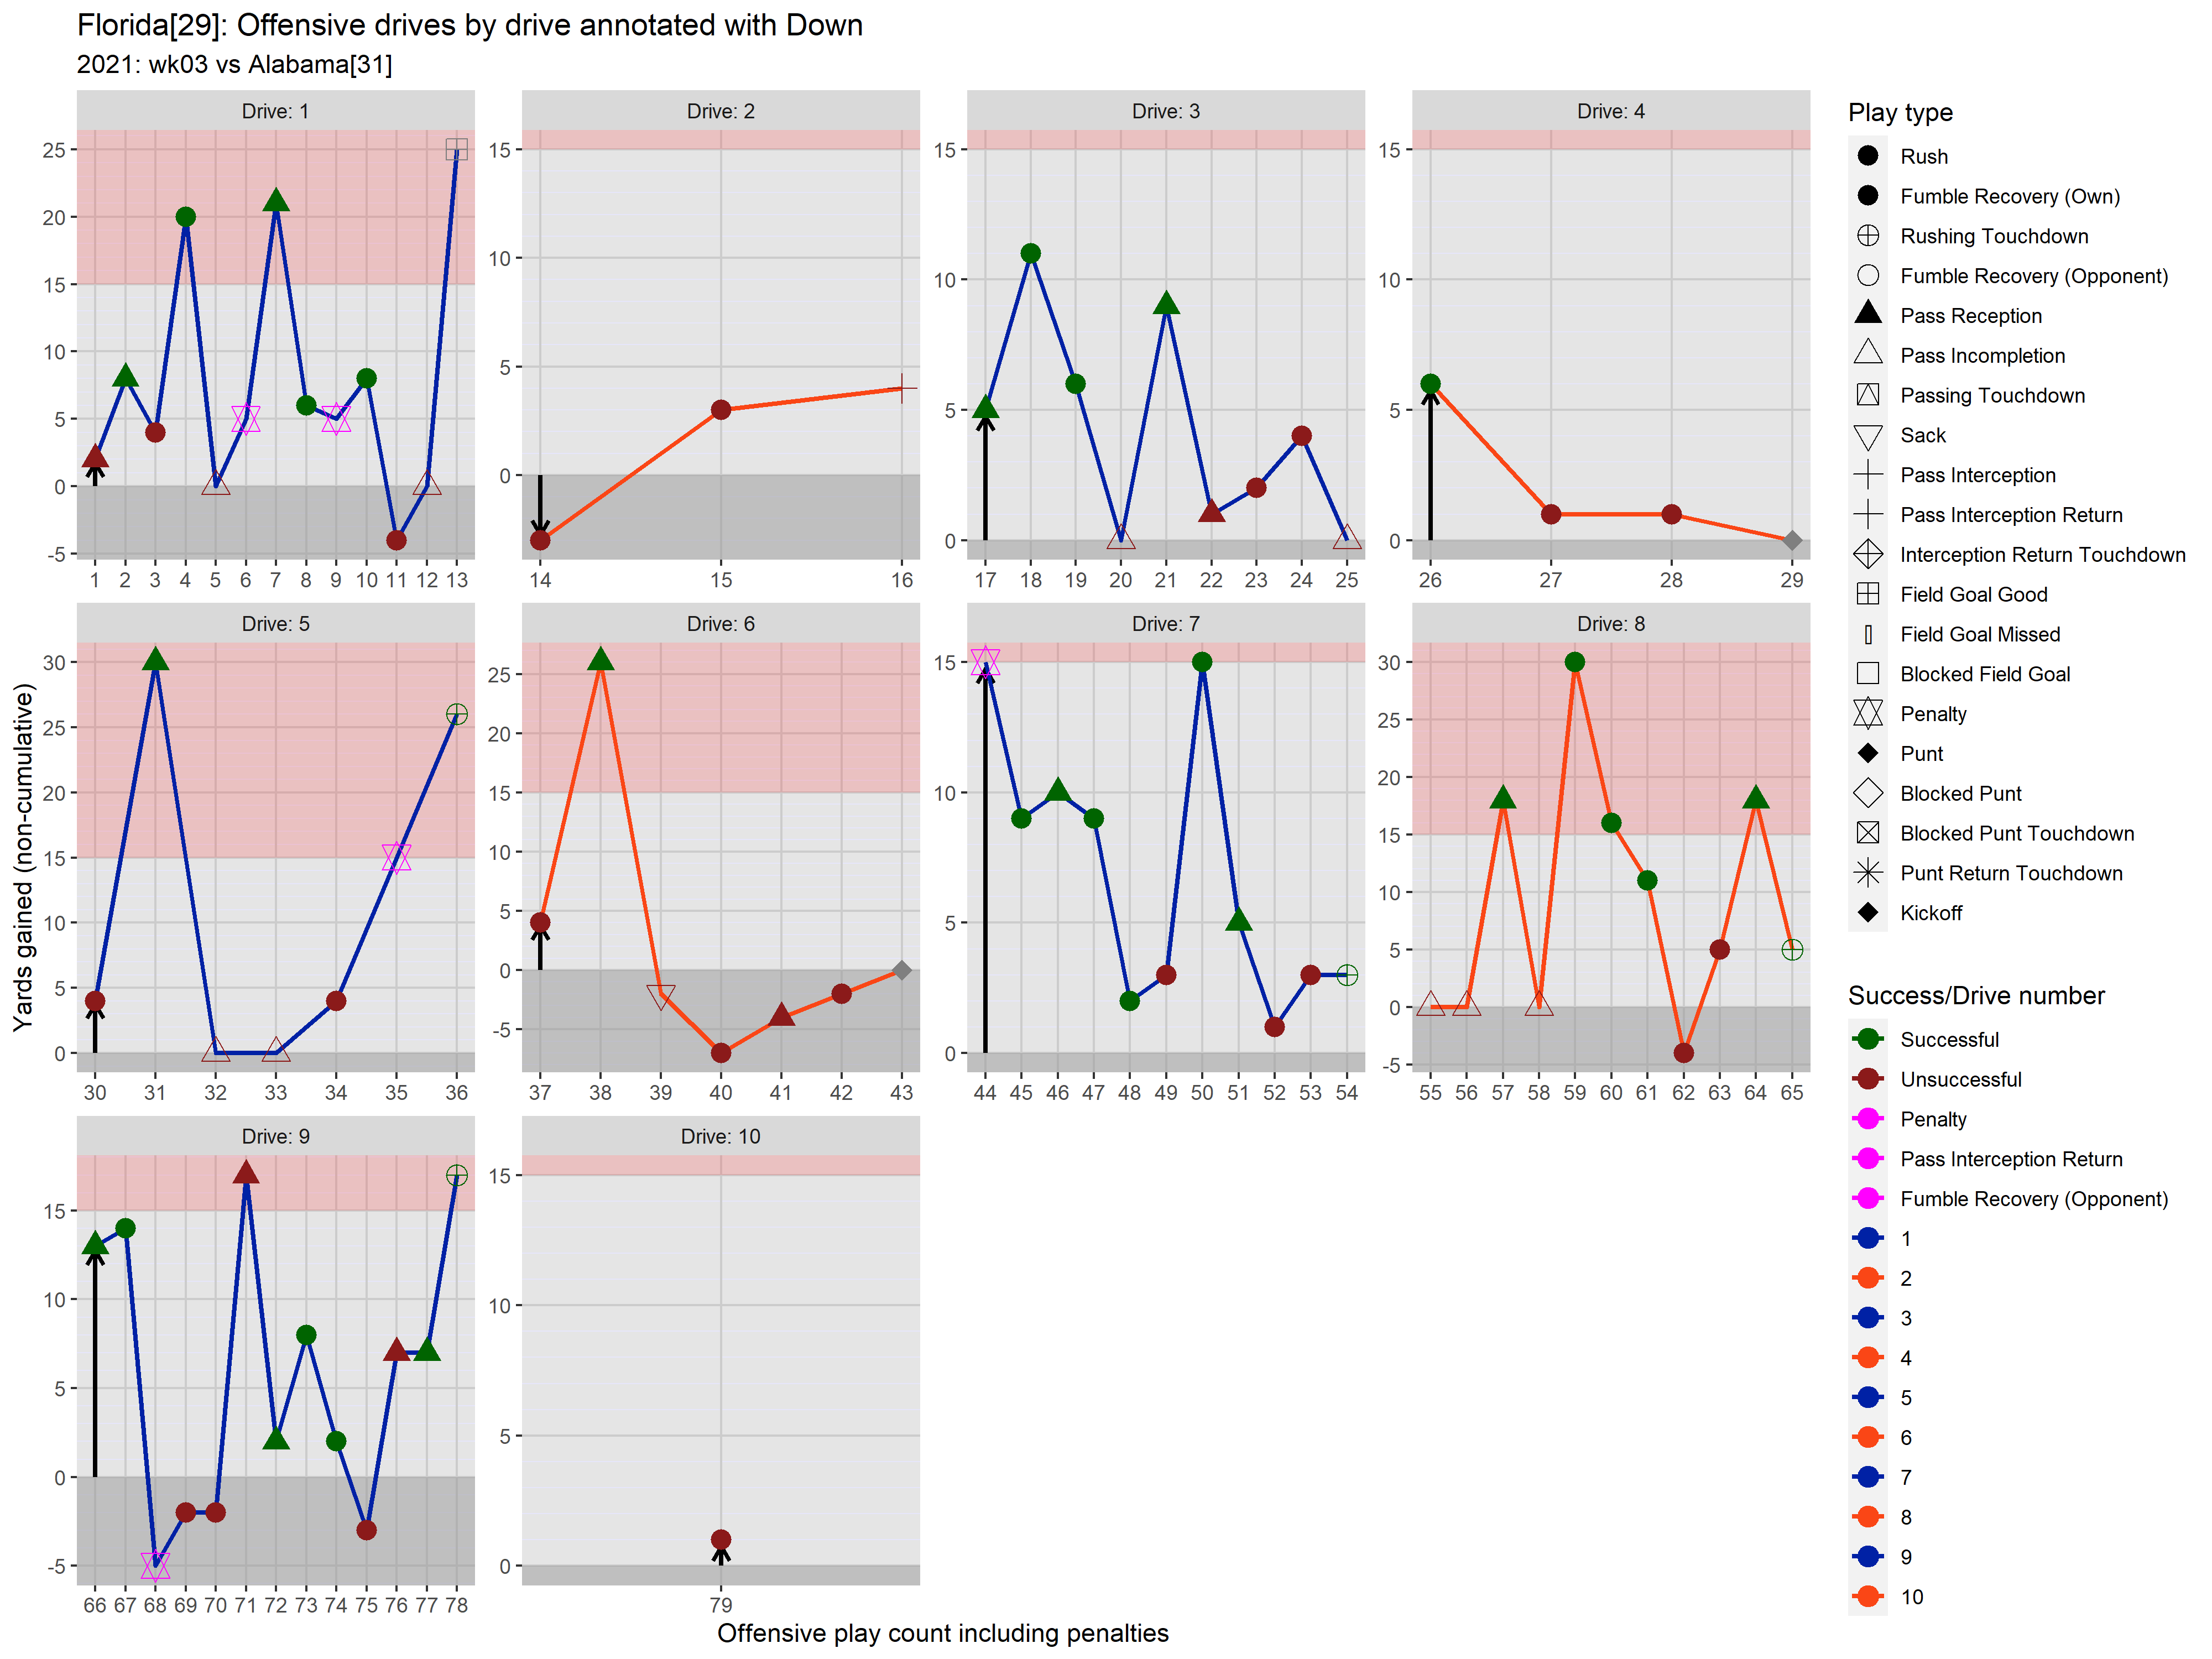 Florida[29]: Offensive drives by drive annotated with Down
2021: wk03 vs Alabama[31]
Drive: 1
25
20
15
10
5
0
-5
1 2 3 4 5 6 7 8 9 10 11 12 13
Drive: 2
15
10
5
0
14 15 16
Drive: 3
15
10
5
0
17 18 19 20 21 22 23 24 25
Drive: 4
15
10
5
0
26 27 28 29
Yards gained (non-cumulative)
Drive: 5
30
25
20
15
10
5
0
30 31 32 33 34 35 36
Drive: 6
25
20
15
10
5
0
-5
37 38 39 40 41 42 43
Drive: 7
15
10
5
0
44 45 46 47 48 49 50 51 52 53 54
Drive: 8
30
25
20
15
10
5
0
-5
55 56 57 58 59 60 61 62 63 64 65
Drive: 9
15
10
5
0
-5
66 67 68 69 70 71 72 73 74 75 76 77 78
Drive: 10
15
10
5
0
79
Offensive play count including penalties
Play type
Rush
Fumble Recovery (Own)
Rushing Touchdown
Fumble Recovery (Opponent)
Pass Reception
Pass Incompletion
Passing Touchdown
Sack
Pass Interception
Pass Interception Return
Interception Return Touchdown
Field Goal Good
Field Goal Missed
Blocked Field Goal
Penalty
Punt
Blocked Punt
Blocked Punt Touchdown
Punt Return Touchdown
Kickoff
Success/Drive number
Successful
Unsuccessful
Penalty
Pass Interception Return
Fumble Recovery (Opponent)
1
2
3
4
5
6
7
8
9
10